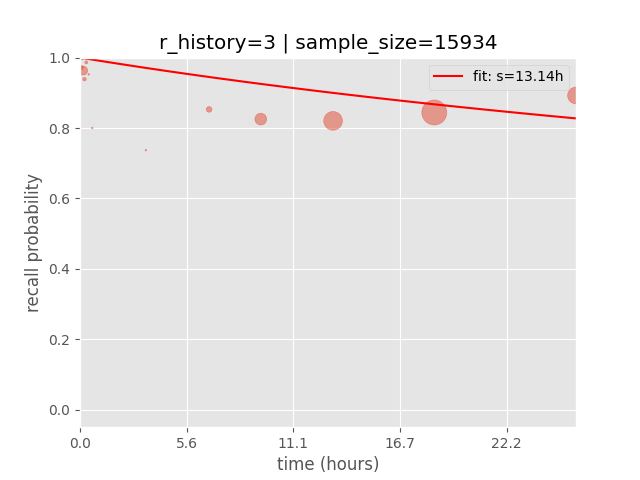 r_history=3 | sample_size=15934
fit: s=13.14h
recall probability
1.0
0.8
0.6
0.4
0.2
0.0
0.0 5.6 11.1 16.7 22.2
time (hours)